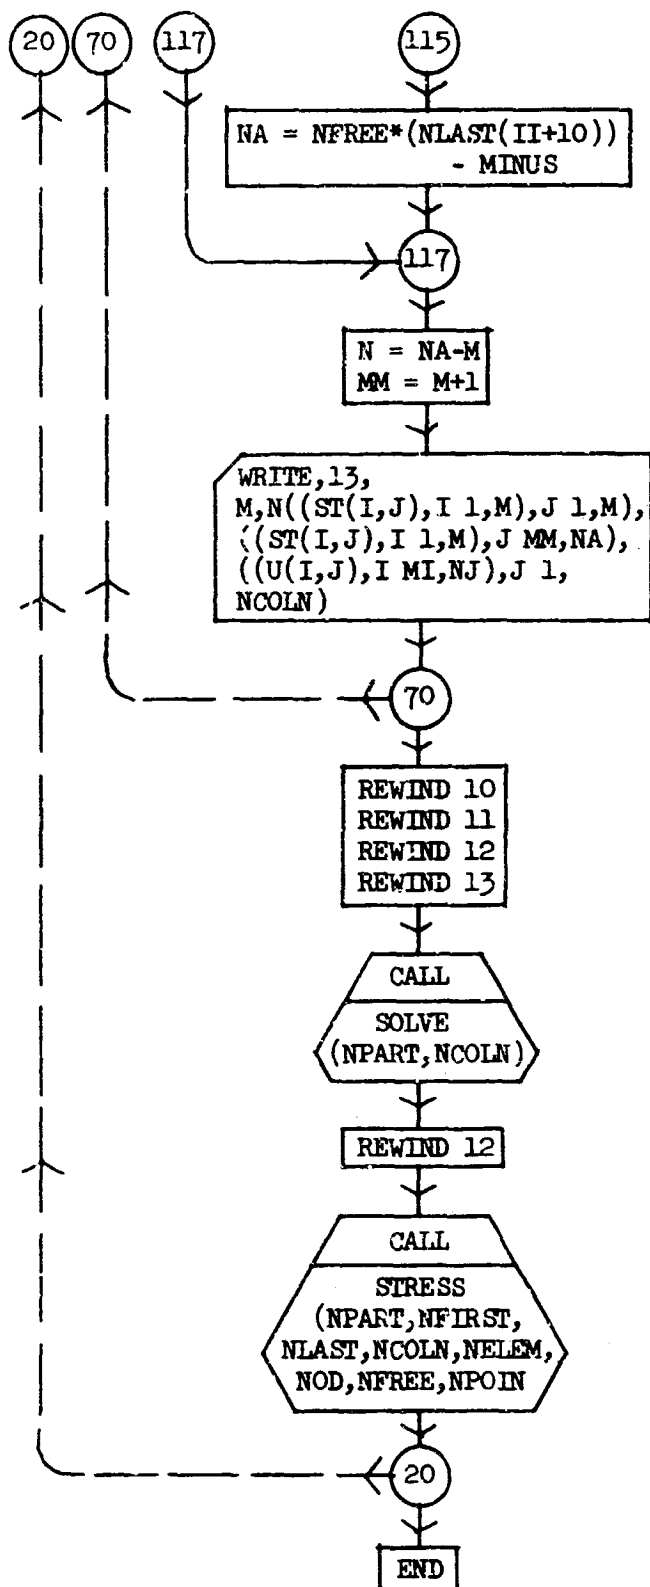 20 70 117 115
NA = NFREE*(NLAST(II+10))
- MINUS
117
N = NA-M
MM = M+1
WRITE,13,
M,N((ST(I,J),I 1,M),J 1,M),
((ST(I,J),I 1,M),J MM,NA),
((U(I,J),I MI,NJ),J 1,
NCOLN)
70
REWIND 10
REWIND 11
REWIND 12
REWIND 13
CALL
SOLVE
(NPART,NCOLN)
REWIND 12
CALL
STRESS
(NPART,NFIRST,
NLAST,NCOLN,NELEM,
NOD,NFREE,NPOIN
20
END